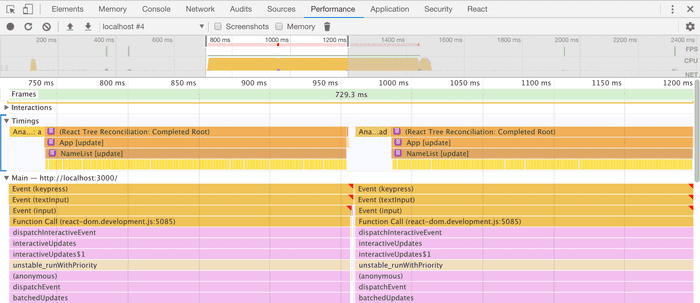 Elements Network Audits Sources Performance Application Security React
localhost #4 Screenshots Memory
200 ms 400 ms 600 ms 800 ms 1000 ms 1200 ms 1400 ms 1600 ms 1800 ms 2000 ms 2200 ms 2400 ms
FPS
CPU
NET
750 ms 800 ms 850 ms 900 ms 950 ms 1000 ms 1050 ms 1100 ms 1150 ms 1200 ms
Frames 729.3 ms
Interactions
Timings
Ana…: a (React Tree Reconciliation: Completed Root) Ana…ad (React Tree Reconciliation: Completed Root)
App [update] App [update]
NameList [update] NameList [update]
Main — http://localhost:3000/
Event (keypress) Event (keypress)
Event (textInput) Event (textInput)
Event (input) Event (input)
Function Call (react-dom.development.js:5085) Function Call (react-dom.development.js:5085)
dispatchInteractiveEvent dispatchInteractiveEvent
interactiveUpdates interactiveUpdates
interactiveUpdates$1 interactiveUpdates$1
unstable_runWithPriority unstable_runWithPriority
(anonymous) (anonymous)
dispatchEvent dispatchEvent
batchedUpdates batchedUpdates